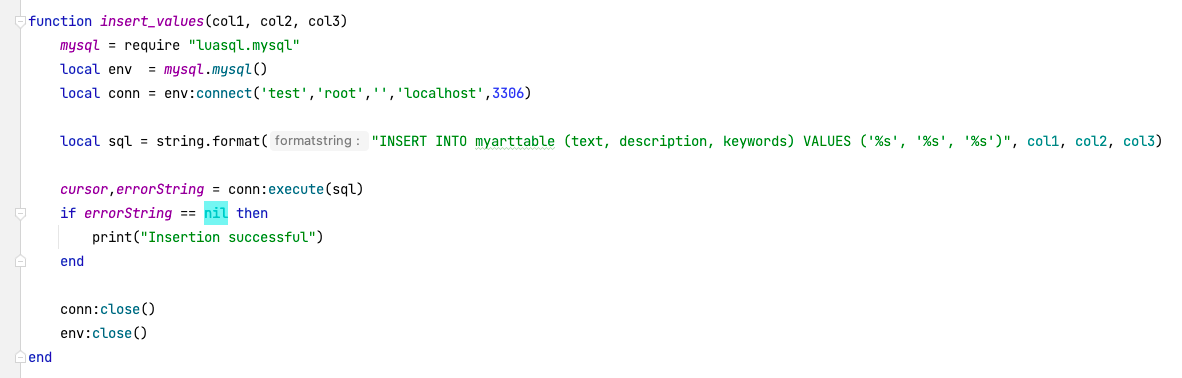 function insert_values(col1, col2, col3)
    mysql = require "luasql.mysql"
    local env  = mysql.mysql()
    local conn = env:connect('test','root','','localhost',3306)
    local sql = string.format( formatstring: "INSERT INTO myarttable (text, description, keywords) VALUES ('%s', '%s', '%s')", col1, col2, col3)
    cursor,errorString = conn:execute(sql)
    if errorString == nil then
        print("Insertion successful")
    end
    conn:close()
    env:close()
end